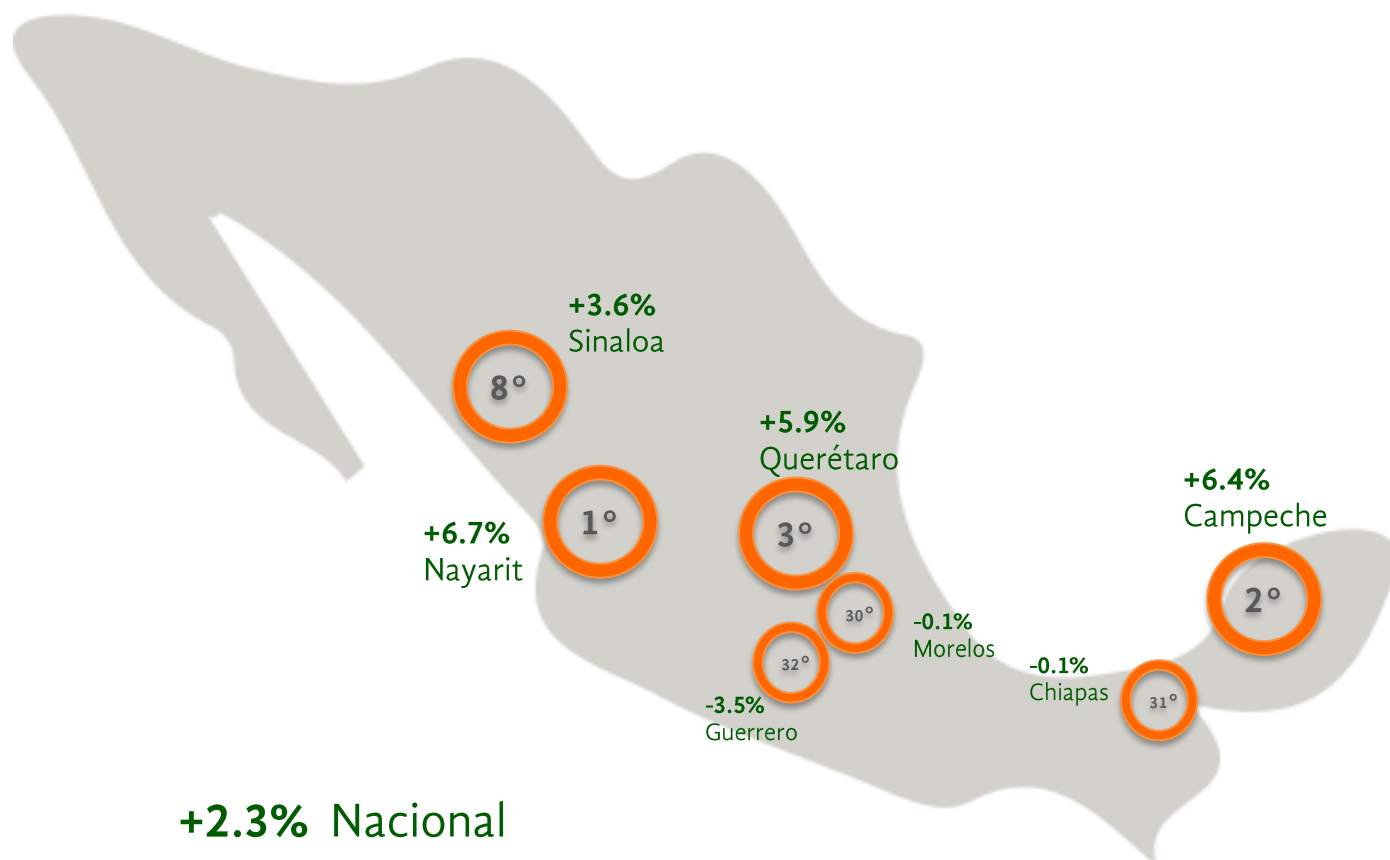 +3.6%
Sinaloa
8°
+5.9%
Querétaro
3°
+6.7%
Nayarit
1°
+6.4%
Campeche
2°
30°
-0.1%
Morelos
32°
-3.5%
Guerrero
-0.1%
Chiapas
31°
+2.3% Nacional